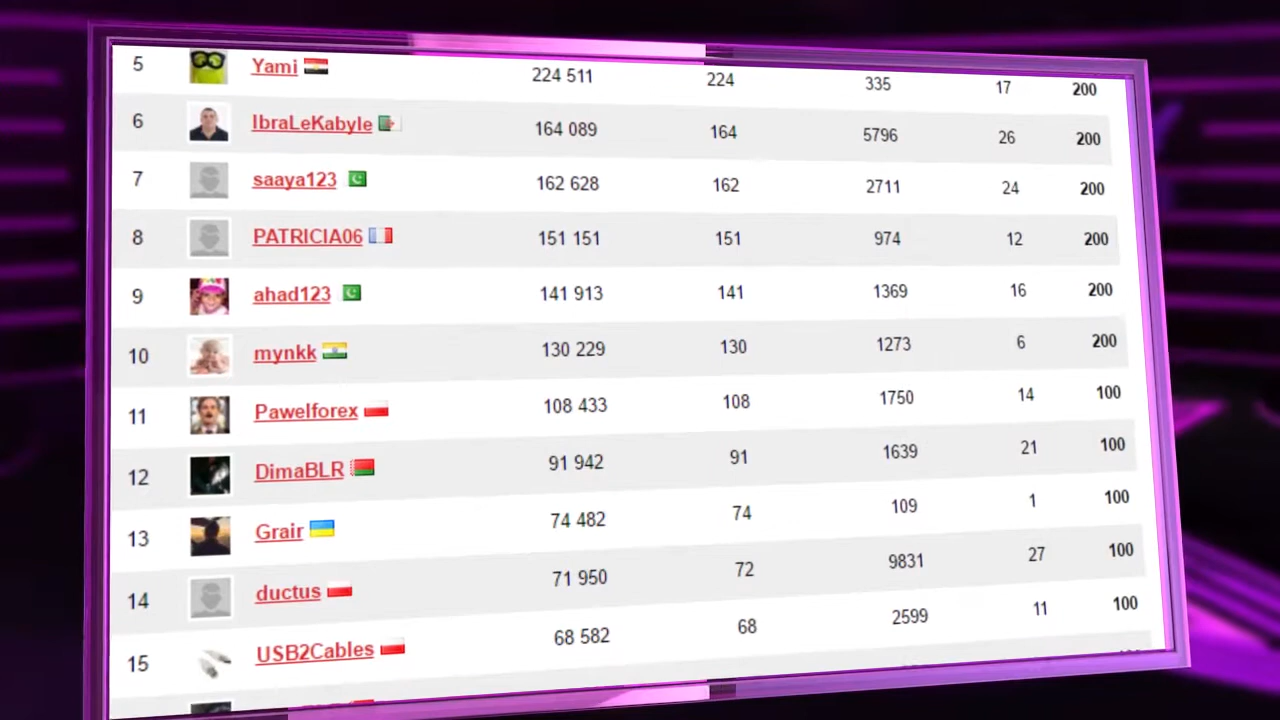 5 Yami 224 511 224 335 17 200
6 IbraLeKabyle 164 089 164 5796 26 200
7 saaya123 162 628 162 2711 24 200
8 PATRICIA06 151 151 151 974 12 200
9 ahad123 141 913 141 1369 16 200
10 mynkk 130 229 130 1273 6 200
11 Pawelforex 108 433 108 1750 14 100
12 DimaBLR 91 942 91 1639 21 100
13 Grair 74 482 74 109 1 100
14 ductus 71 950 72 9831 27 100
15 USB2Cables 68 582 68 2599 11 100